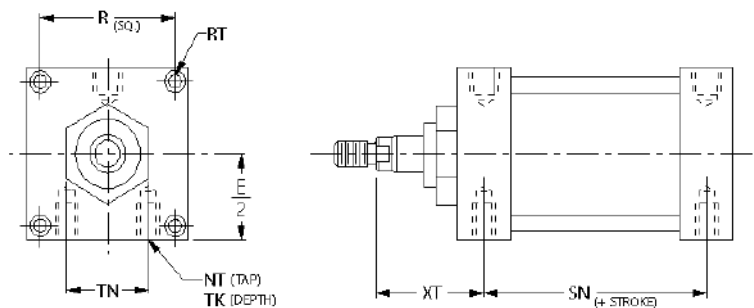 R (SQ.)
RT
E
2
TN
NT (TAP)
TK (DEPTH)
XT
SN (+ STROKE)